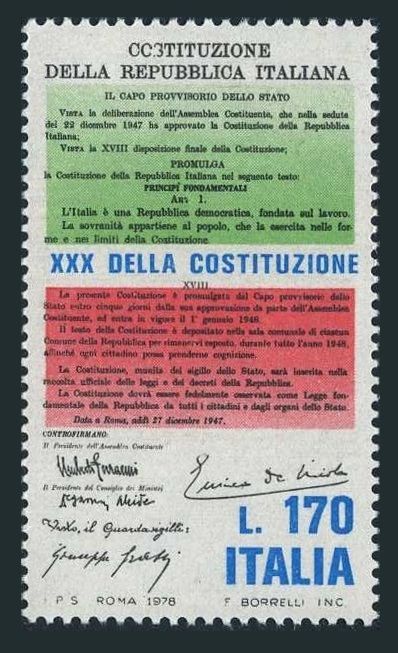 COSTITUZIONE
DELLA REPUBBLICA ITALIANA
IL CAPO PROVVISORIO DELLO STATO
VISTA la deliberazione dell'Assemblea Costituente, che nella seduta
del 22 dicembre 1947 ha approvato la Costituzione della Repubblica
Italiana;
VISTA la XVIII disposizione finale della Costituzione;
PROMULGA
la Costituzione della Repubblica Italiana nel seguente testo:
PRINCIPÎ FONDAMENTALI
ART. 1.
L'Italia è una Repubblica democratica, fondata sul lavoro.
La sovranità appartiene al popolo, che la esercita nelle for-
me e nei limiti della Costituzione.
XXX DELLA COSTITUZIONE
XVIII
La presente Costituzione è promulgata dal Capo provvisorio dello
Stato entro cinque giorni dalla sua approvazione da parte dell'Assemblea
Costituente, ed entra in vigore il 1° gennaio 1948.
Il testo della Costituzione è depositato nella sala comunale di ciascun
Comune della Repubblica per rimanervi esposto, durante tutto l'anno 1948,
affinché ogni cittadino possa prenderne cognizione.
La Costituzione, munita del sigillo dello Stato, sarà inserita nella
raccolta ufficiale delle leggi e dei decreti della Repubblica.
La Costituzione dovrà essere fedelmente osservata come Legge fon-
damentale della Repubblica da tutti i cittadini e dagli organi dello Stato.
Data a Roma, addì 27 dicembre 1947.
CONTROFIRMANO:
Il Presidente dell'Assemblea Costituente
Umberto Terracini
Enrico de Nicola
Il Presidente del Consiglio dei Ministri
Visto, il Guardasigilli:
Giuseppe Grassi
L. 170
ITALIA
I P S ROMA 1978 F BORRELLI INC.